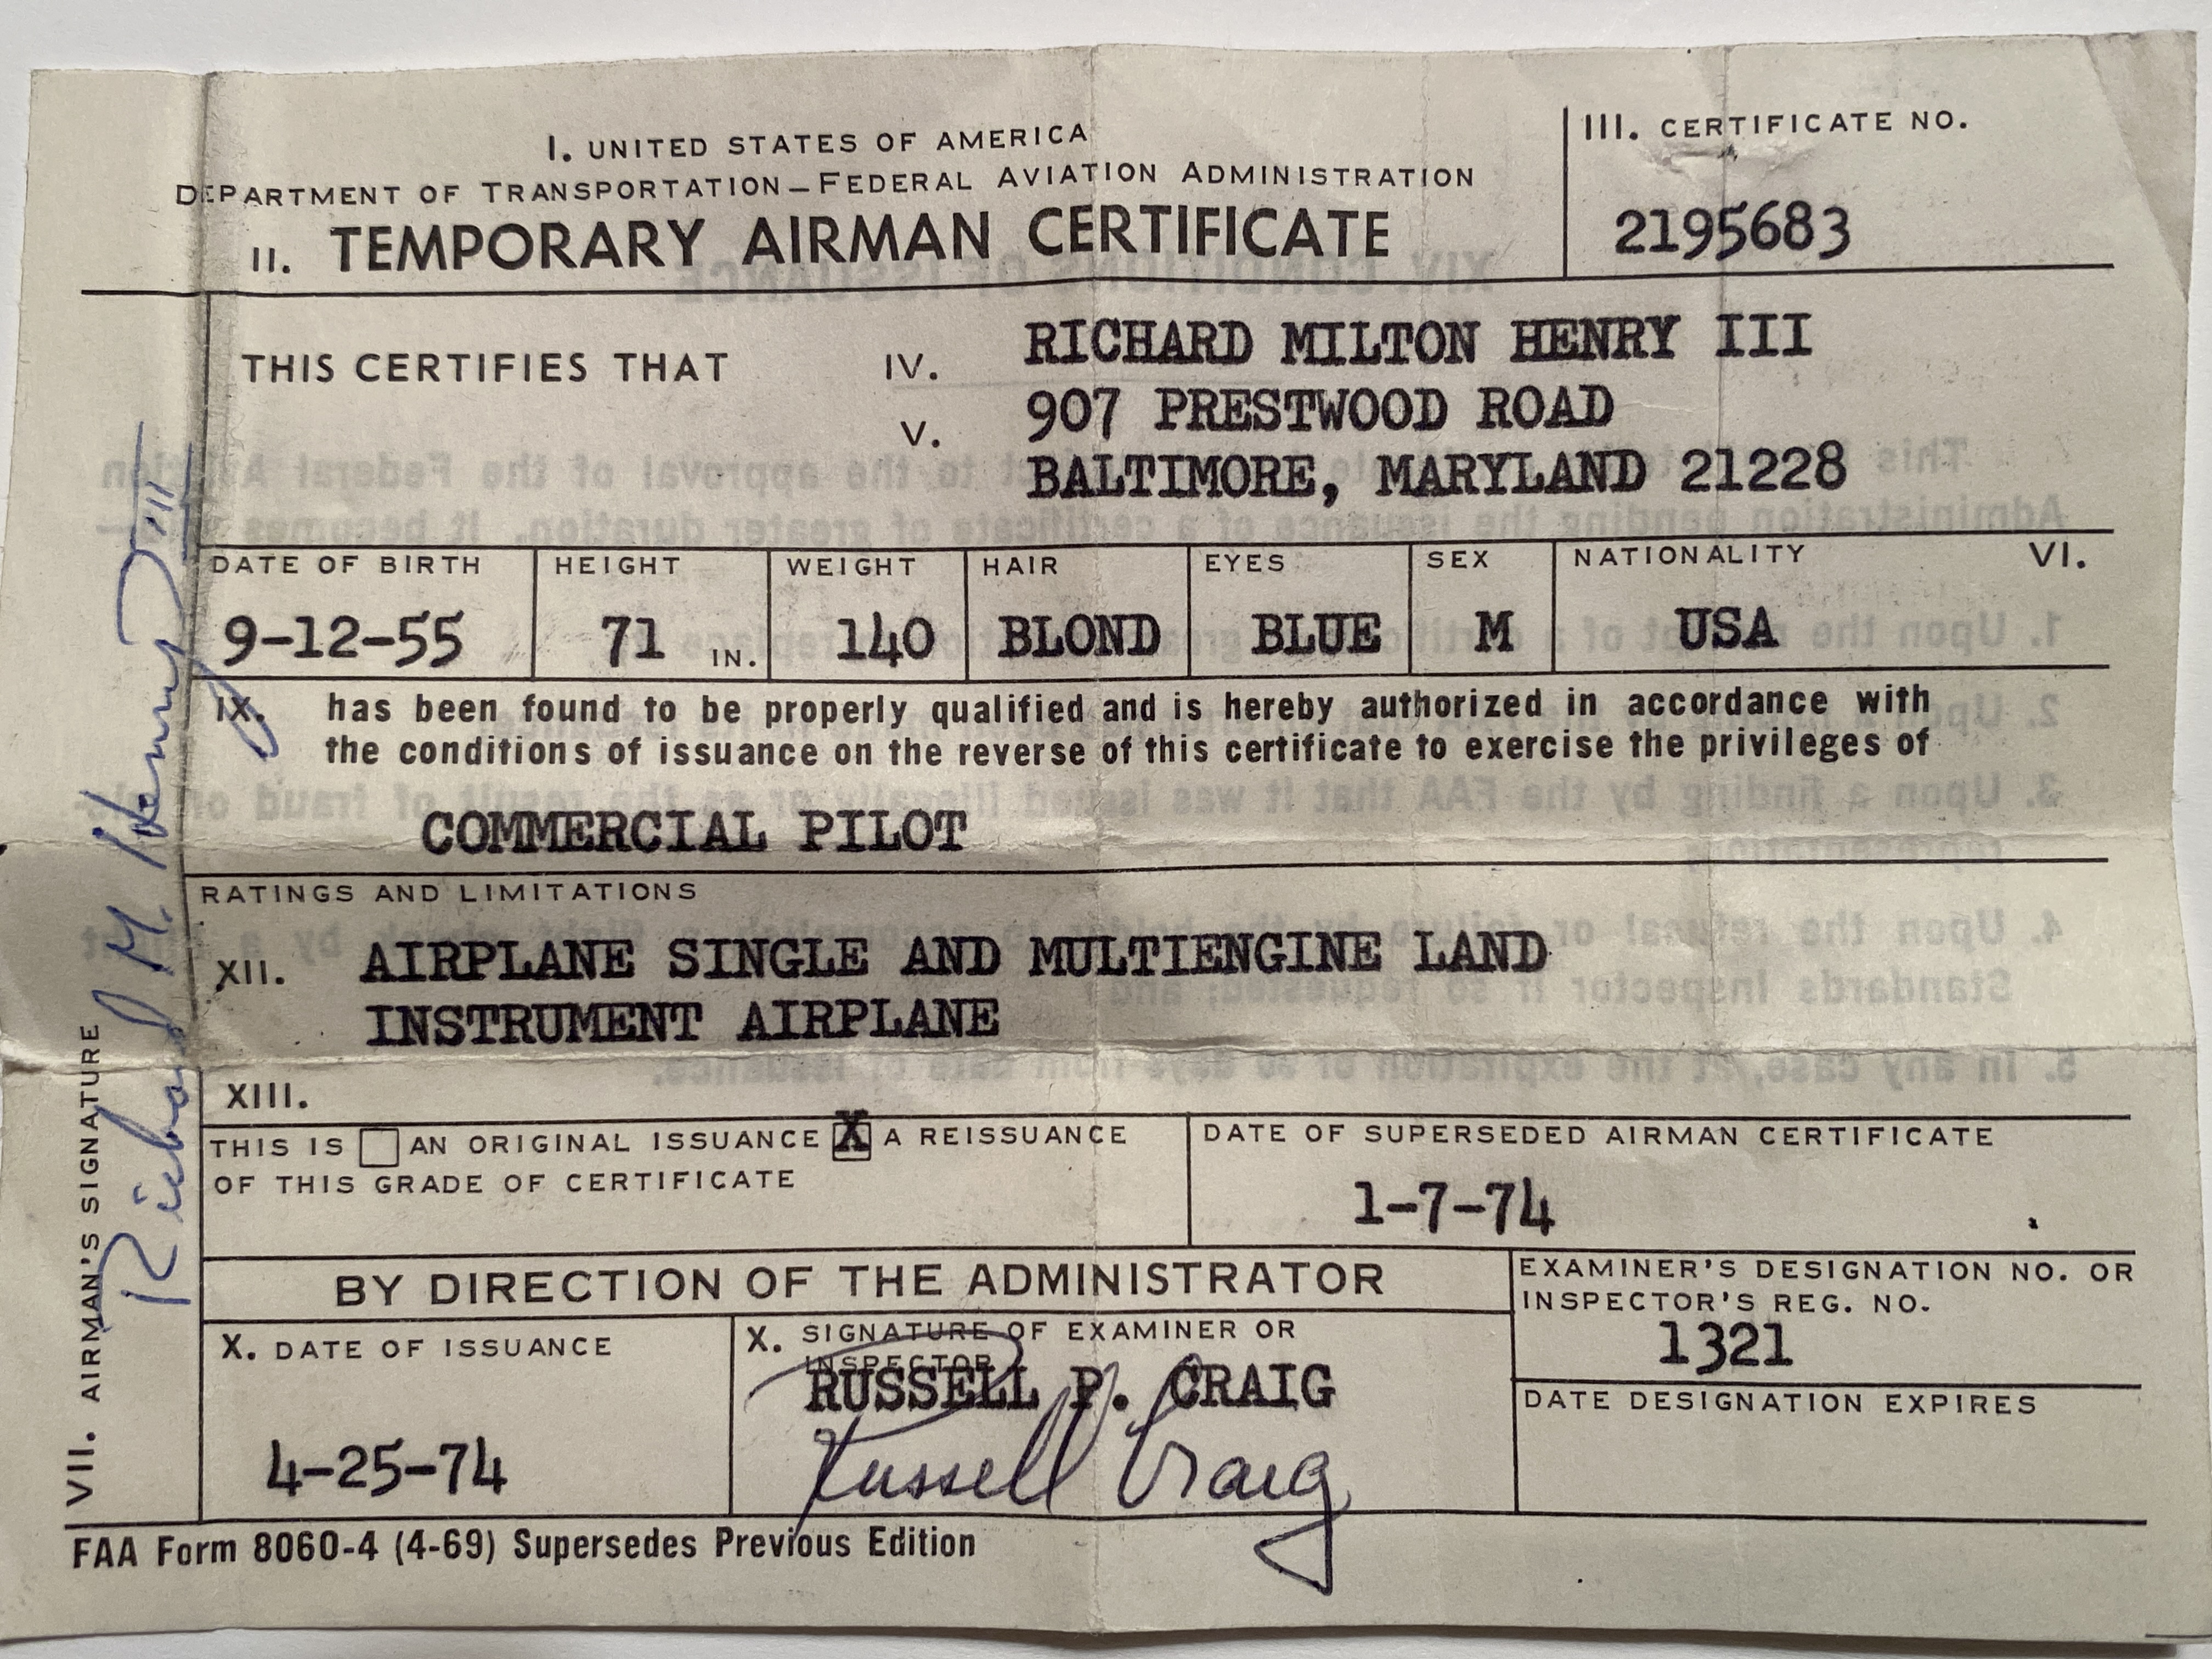 I. UNITED STATES OF AMERICA
DEPARTMENT OF TRANSPORTATION—FEDERAL AVIATION ADMINISTRATION
II. TEMPORARY AIRMAN CERTIFICATE
III. CERTIFICATE NO.
2195683
THIS CERTIFIES THAT
IV. RICHARD MILTON HENRY III
V. 907 PRESTWOOD ROAD
BALTIMORE, MARYLAND 21228
DATE OF BIRTH HEIGHT WEIGHT HAIR EYES SEX NATIONALITY VI.
9-12-55 71 IN. 140 BLOND BLUE M USA
IX. has been found to be properly qualified and is hereby authorized in accordance with
the conditions of issuance on the reverse of this certificate to exercise the privileges of
COMMERCIAL PILOT
RATINGS AND LIMITATIONS
XII. AIRPLANE SINGLE AND MULTIENGINE LAND
INSTRUMENT AIRPLANE
XIII.
THIS IS AN ORIGINAL ISSUANCE X A REISSUANCE
OF THIS GRADE OF CERTIFICATE
DATE OF SUPERSEDED AIRMAN CERTIFICATE
1-7-74
BY DIRECTION OF THE ADMINISTRATOR
EXAMINER'S DESIGNATION NO. OR
INSPECTOR'S REG. NO.
1321
X. DATE OF ISSUANCE
4-25-74
X. SIGNATURE OF EXAMINER OR
INSPECTOR
RUSSELL P. CRAIG
Russell P Craig
DATE DESIGNATION EXPIRES
VII. AIRMAN'S SIGNATURE
Richard M. Henry III
FAA Form 8060-4 (4-69) Supersedes Previous Edition